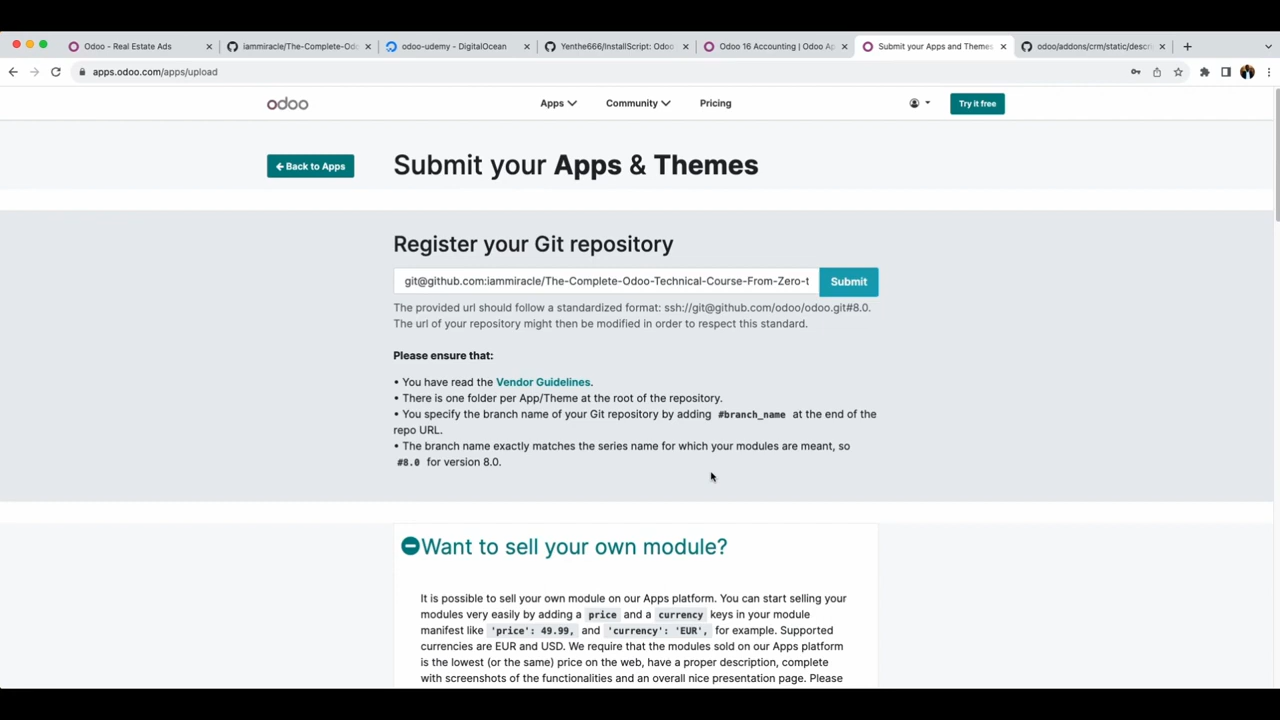 Odoo - Real Estate Ads
iammiracle/The-Complete-Odo
odoo-udemy - DigitalOcean
Yenthe666/InstallScript: Odoo
Odoo 16 Accounting | Odoo Ap
Submit your Apps and Themes
odoo/addons/crm/static/descri
apps.odoo.com/apps/upload
odoo
Apps
Community
Pricing
Try it free
Back to Apps
Submit your Apps & Themes
Register your Git repository
git@github.com:iammiracle/The-Complete-Odoo-Technical-Course-From-Zero-t
Submit
The provided url should follow a standardized format: ssh://git@github.com/odoo/odoo.git#8.0.
The url of your repository might then be modified in order to respect this standard.
Please ensure that:
• You have read the Vendor Guidelines.
• There is one folder per App/Theme at the root of the repository.
• You specify the branch name of your Git repository by adding #branch_name at the end of the
repo URL.
• The branch name exactly matches the series name for which your modules are meant, so
#8.0 for version 8.0.
Want to sell your own module?
It is possible to sell your own module on our Apps platform. You can start selling your
modules very easily by adding a price and a currency keys in your module
manifest like 'price': 49.99, and 'currency': 'EUR', for example. Supported
currencies are EUR and USD. We require that the modules sold on our Apps platform
is the lowest (or the same) price on the web, have a proper description, complete
with screenshots of the functionalities and an overall nice presentation page. Please